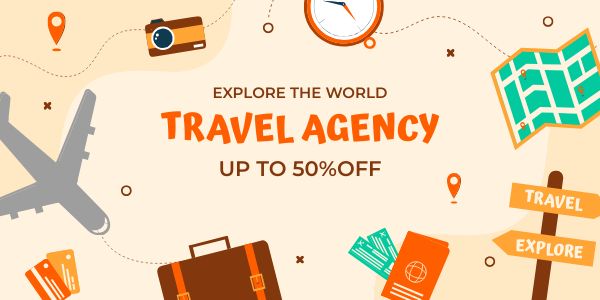 EXPLORE THE WORLD
TRAVEL AGENCY
UP TO 50%OFF
TRAVEL
EXPLORE